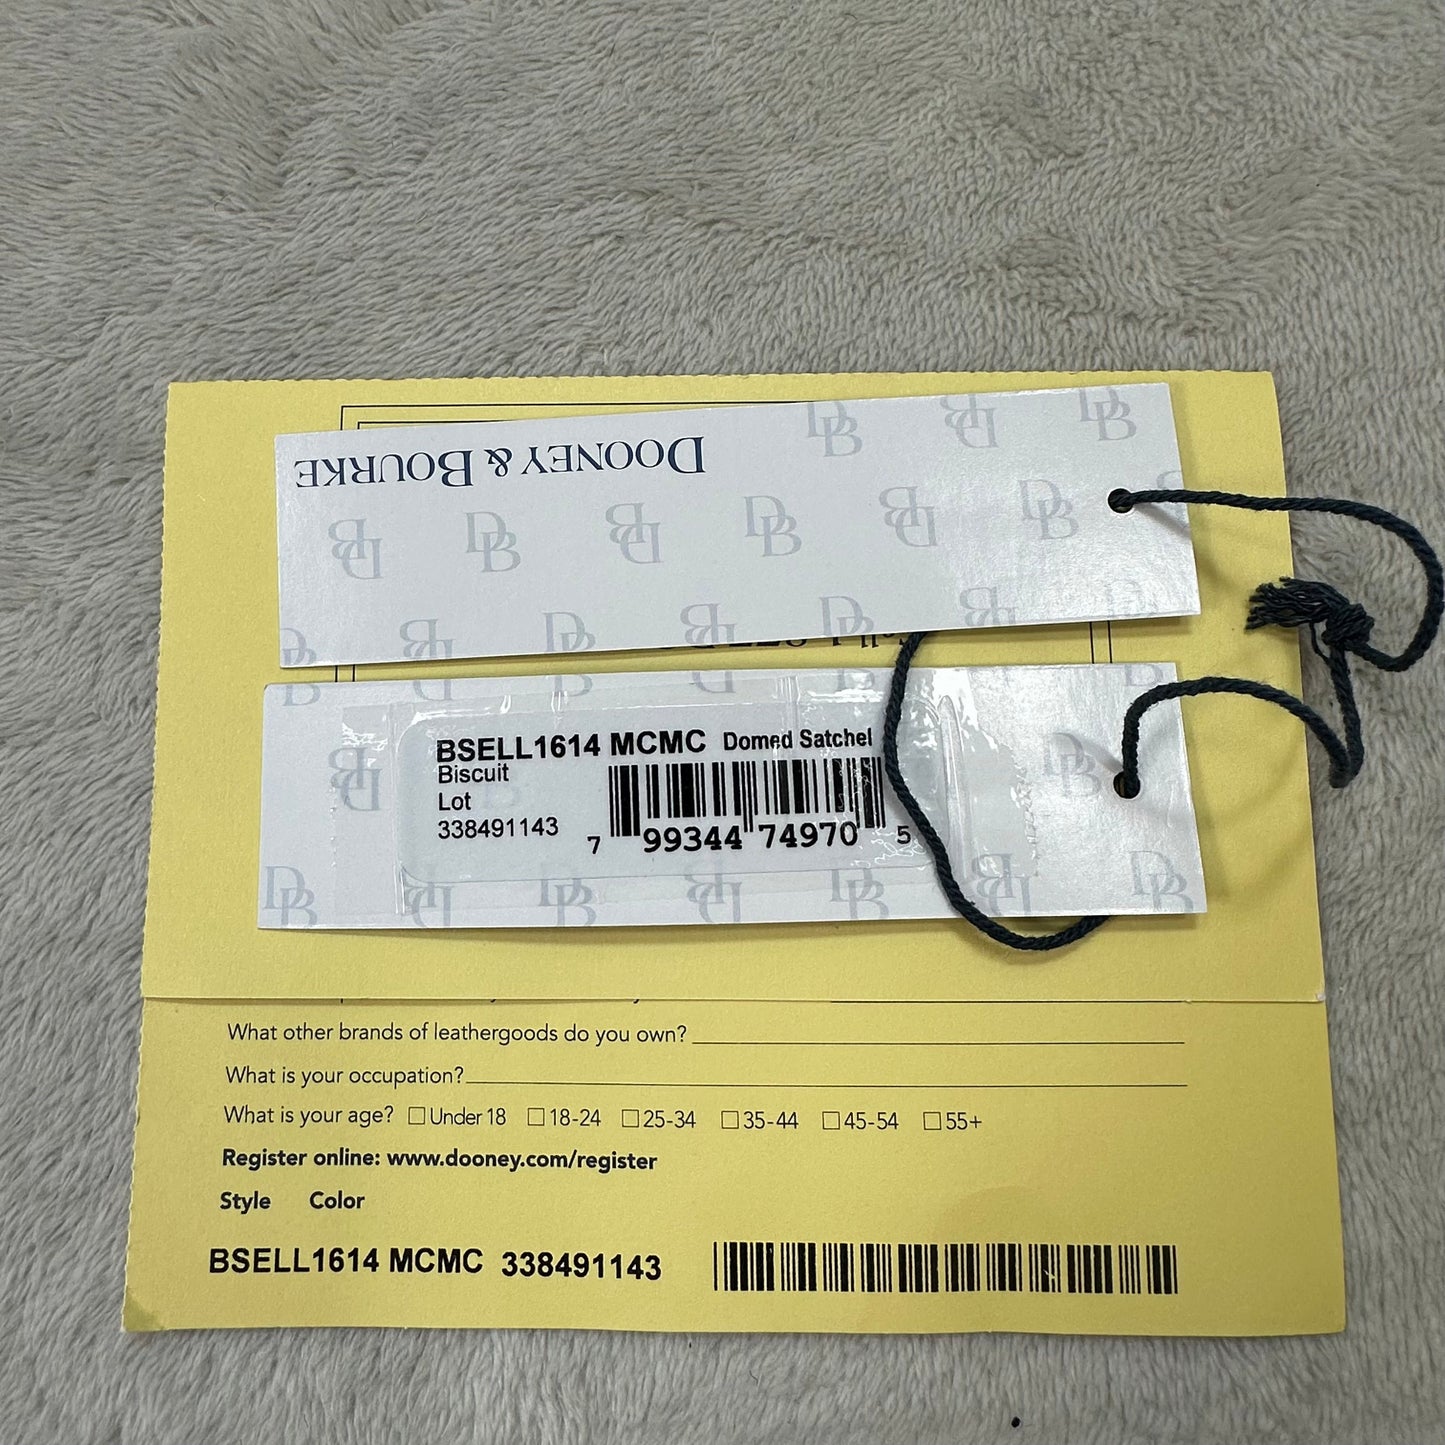 DOONEY & BOURKE
BSELL1614 MCMC Domed Satchel
Biscuit
Lot
338491143
7 99344 74970 5
What other brands of leathergoods do you own?
What is your occupation?
What is your age? Under 18 18-24 25-34 35-44 45-54 55+
Register online: www.dooney.com/register
Style Color
BSELL1614 MCMC 338491143